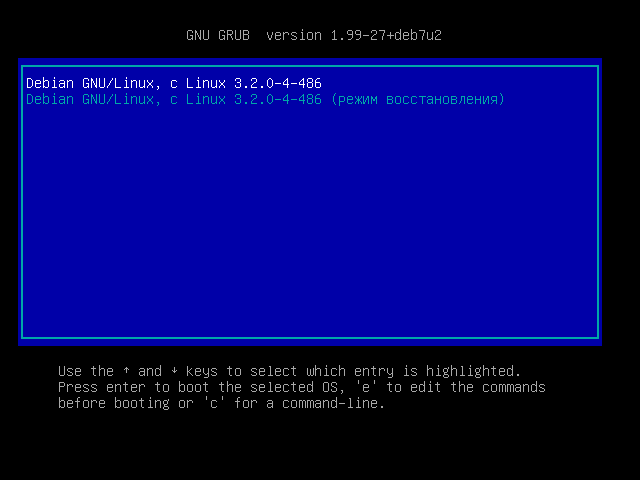 GNU GRUB  version 1.99-27+deb7u2
Debian GNU/Linux, с Linux 3.2.0-4-486
Debian GNU/Linux, с Linux 3.2.0-4-486 (режим восстановления)
Use the ↑ and ↓ keys to select which entry is highlighted.
Press enter to boot the selected OS, 'e' to edit the commands
before booting or 'c' for a command-line.